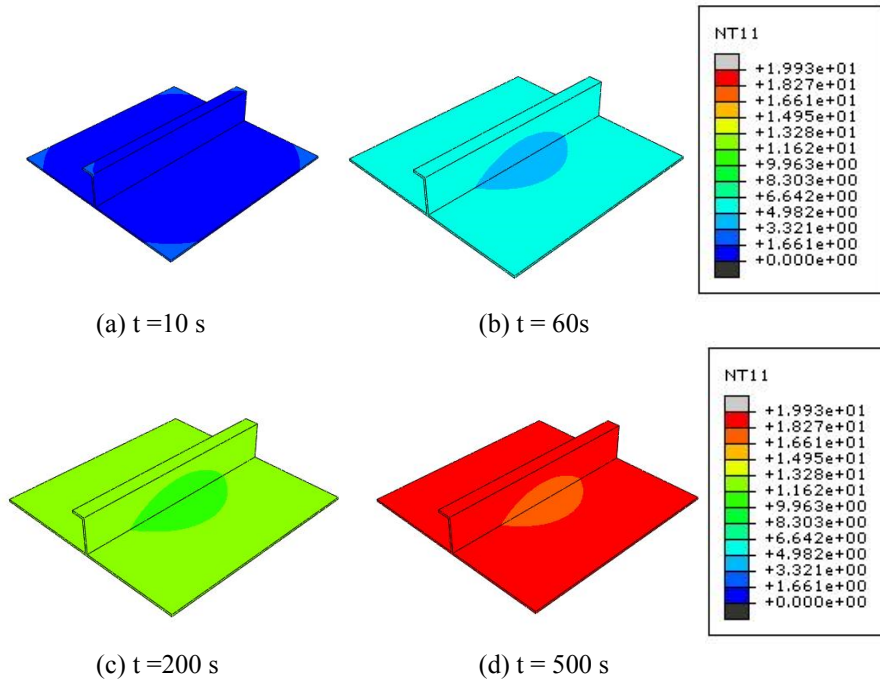 NT11
+1.993e+01
+1.827e+01
+1.661e+01
+1.495e+01
+1.328e+01
+1.162e+01
+9.963e+00
+8.303e+00
+6.642e+00
+4.982e+00
+3.321e+00
+1.661e+00
+0.000e+00
(a) t =10 s
(b) t = 60s
NT11
+1.993e+01
+1.827e+01
+1.661e+01
+1.495e+01
+1.328e+01
+1.162e+01
+9.963e+00
+8.303e+00
+6.642e+00
+4.982e+00
+3.321e+00
+1.661e+00
+0.000e+00
(c) t =200 s
(d) t = 500 s